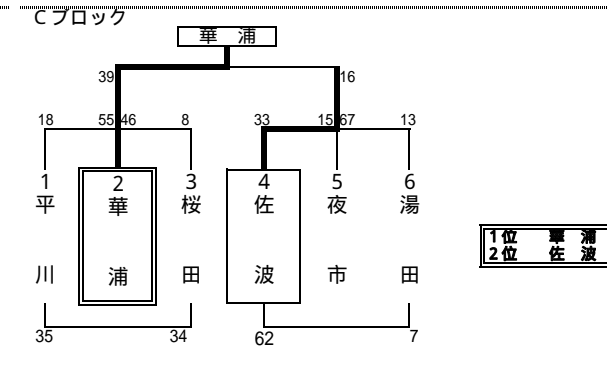 Cブロック
華 浦
39 16
18 55 46 8 33 15 67 13
1 2 3 4 5 6
平川 華浦 桜田 佐波 夜市 湯田
1位 華 浦
2位 佐 波
35 34 62 7